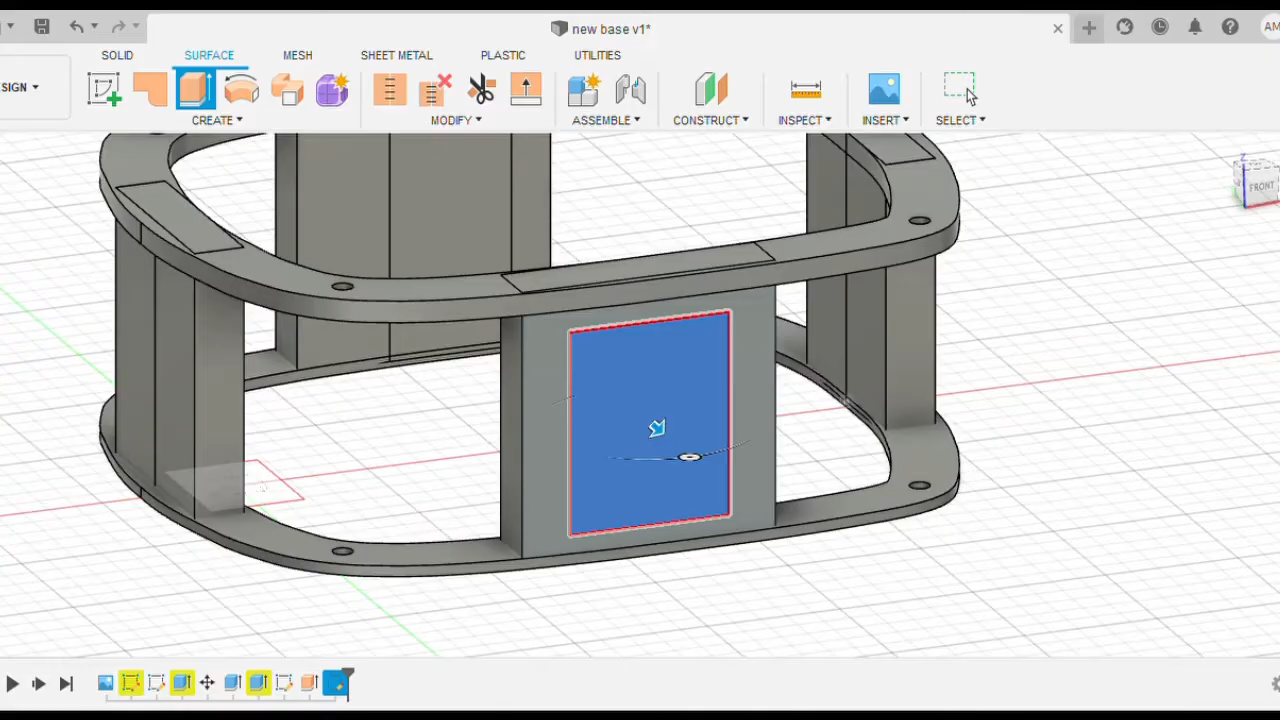 new base v1*
AM
SOLID
SURFACE
MESH
SHEET METAL
PLASTIC
UTILITIES
SIGN
CREATE
MODIFY
ASSEMBLE
CONSTRUCT
INSPECT
INSERT
SELECT
Z
FRONT